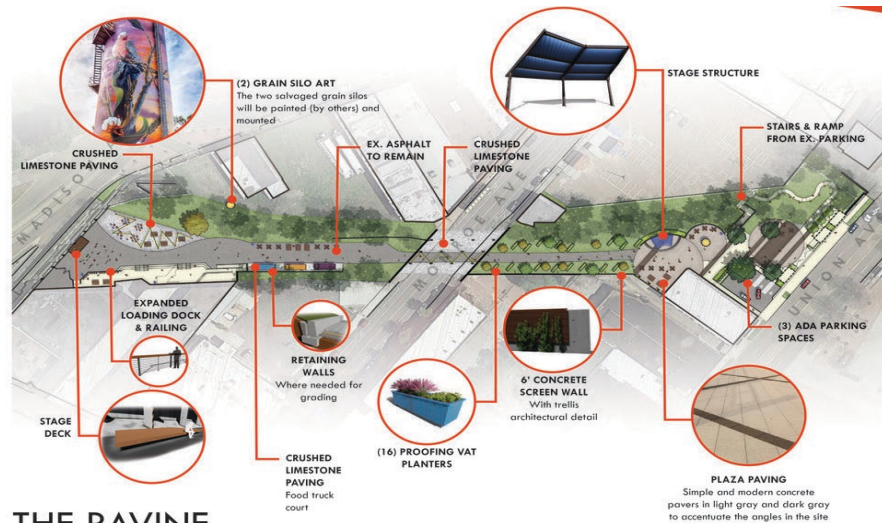 (2) GRAIN SILO ART
The two salvaged grain silos
will be painted (by others) and
mounted
STAGE STRUCTURE
CRUSHED
LIMESTONE PAVING
EX. ASPHALT
TO REMAIN
CRUSHED
LIMESTONE
PAVING
STAIRS & RAMP
FROM EX. PARKING
MADISO
MO
OE AVE
UNION AVE
EXPANDED
LOADING DOCK
& RAILING
RETAINING
WALLS
Where needed for
grading
6' CONCRETE
SCREEN WALL
With trellis
architectural detail
(3) ADA PARKING
SPACES
STAGE
DECK
CRUSHED
LIMESTONE
PAVING
Food truck
court
(16) PROOFING VAT
PLANTERS
PLAZA PAVING
Simple and modern concrete
pavers in light gray and dark gray
to accentuate the angles in the site
THE RAVINE